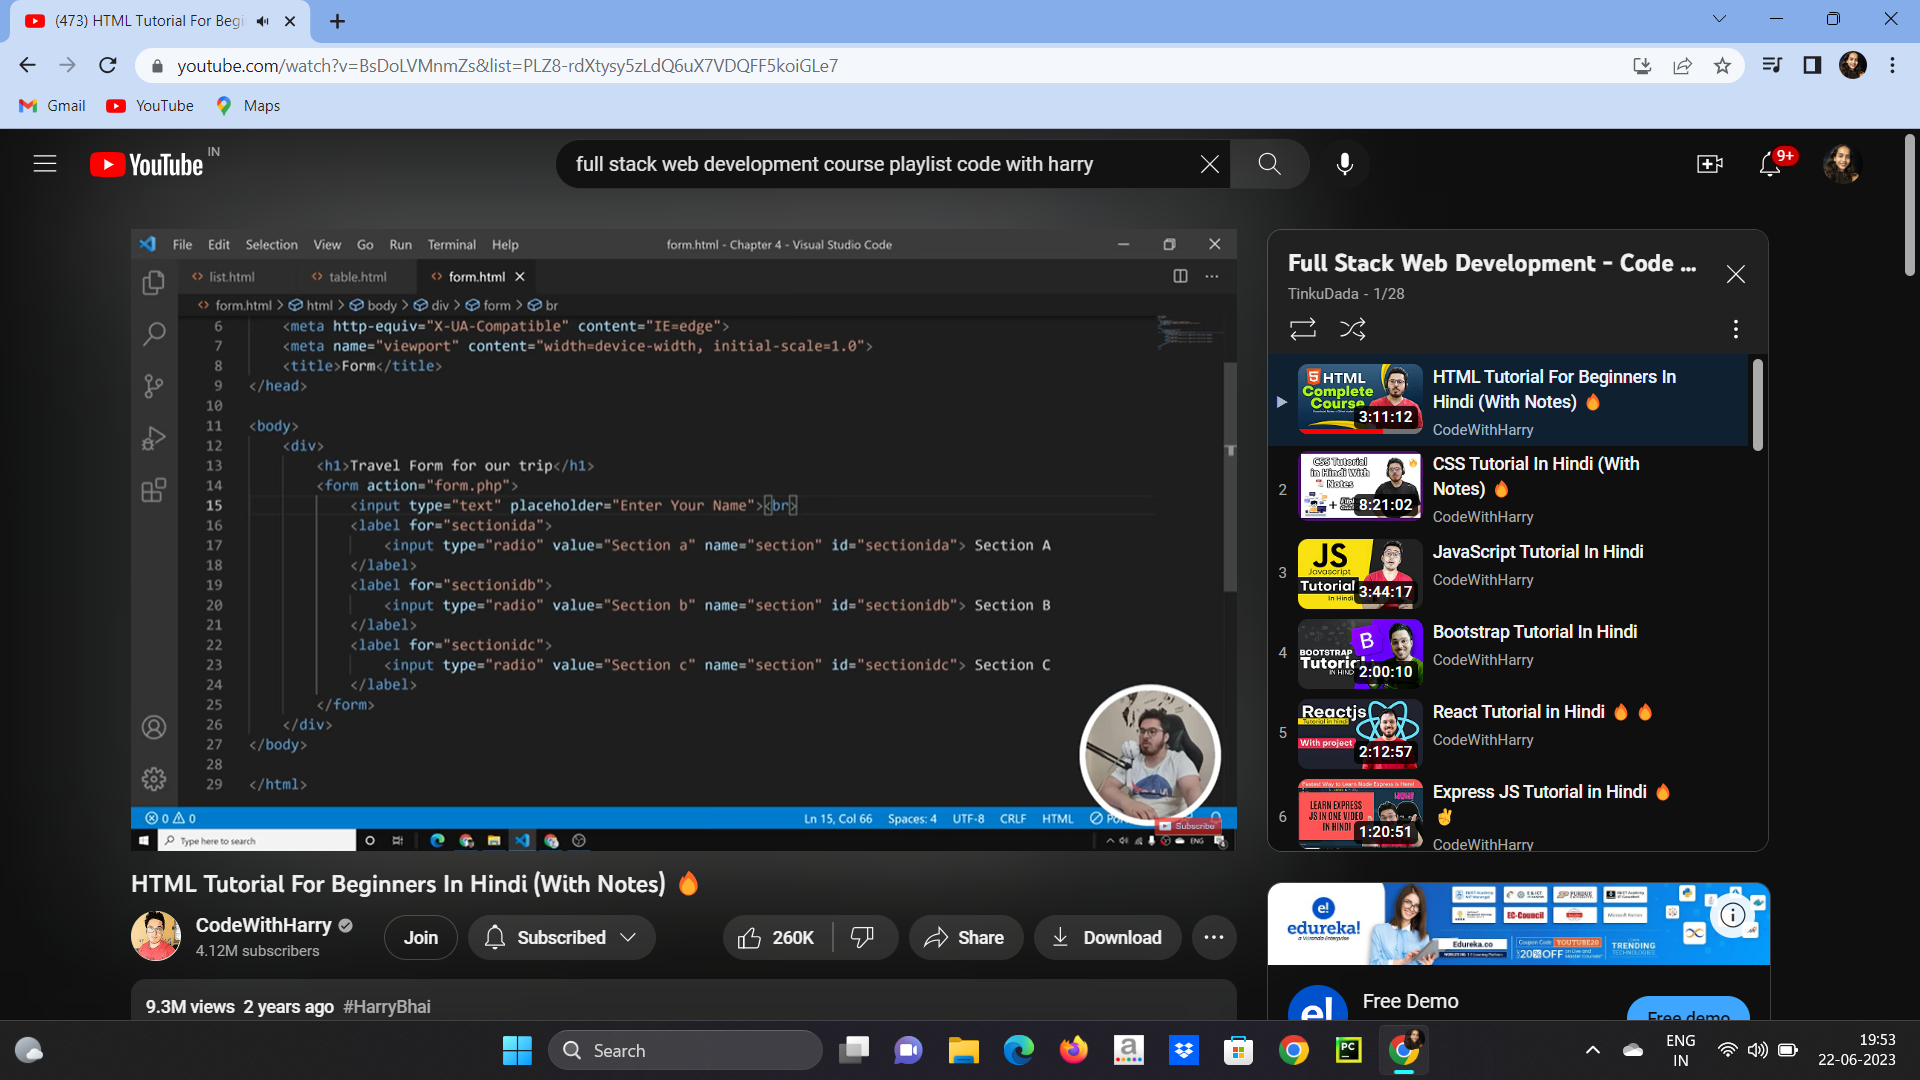 (473) HTML Tutorial For Begi
youtube.com/watch?v=BsDoLVMnmZs&list=PLZ8-rdXtysy5zLdQ6uX7VDQFF5koiGLe7
Gmail YouTube Maps
YouTube IN
full stack web development course playlist code with harry
9+
File Edit Selection View Go Run Terminal Help form.html - Chapter 4 - Visual Studio Code
list.html table.html form.html
form.html > html > body > div > form > br
6 <meta http-equiv="X-UA-Compatible" content="IE=edge">
7 <meta name="viewport" content="width=device-width, initial-scale=1.0">
8 <title>Form</title>
9 </head>
10
11 <body>
12 <div>
13 <h1>Travel Form for our trip</h1>
14 <form action="form.php">
15 <input type="text" placeholder="Enter Your Name"><br>
16 <label for="sectionida">
17 <input type="radio" value="Section a" name="section" id="sectionida"> Section A
18 </label>
19 <label for="sectionidb">
20 <input type="radio" value="Section b" name="section" id="sectionidb"> Section B
21 </label>
22 <label for="sectionidc">
23 <input type="radio" value="Section c" name="section" id="sectionidc"> Section C
24 </label>
25 </form>
26 </div>
27 </body>
28
29 </html>
0 0 Ln 15, Col 66 Spaces: 4 UTF-8 CRLF HTML
Subscribe
Type here to search ENG
Full Stack Web Development - Code ...
TinkuDada - 1/28
HTML Complete Course 3:11:12
HTML Tutorial For Beginners In
Hindi (With Notes) 🔥
CodeWithHarry
2
CSS Tutorial in Hindi With Notes 8:21:02
CSS Tutorial In Hindi (With
Notes) 🔥
CodeWithHarry
3
JS Javascript Tutorial In Hindi 3:44:17
JavaScript Tutorial In Hindi
CodeWithHarry
4
B BOOTSTRAP Tutorial IN HINDI 2:00:10
Bootstrap Tutorial In Hindi
CodeWithHarry
5
Reactjs Tutorial in hindi With project 2:12:57
React Tutorial in Hindi 🔥 🔥
CodeWithHarry
6
LEARN EXPRESS JS IN ONE VIDEO IN HINDI 1:20:51
Express JS Tutorial in Hindi 🔥
✌
CodeWithHarry
HTML Tutorial For Beginners In Hindi (With Notes) 🔥
CodeWithHarry
4.12M subscribers
Join Subscribed 260K Share Download
9.3M views 2 years ago #HarryBhai
e!
edureka!
Edureka.co
EC-Council
Coupon Code YOUTUBE20
20%OFF
TRENDING
TECHNOLOGIES
e! Free Demo
Free demo
Search
a
PC
ENG
IN
19:53
22-06-2023